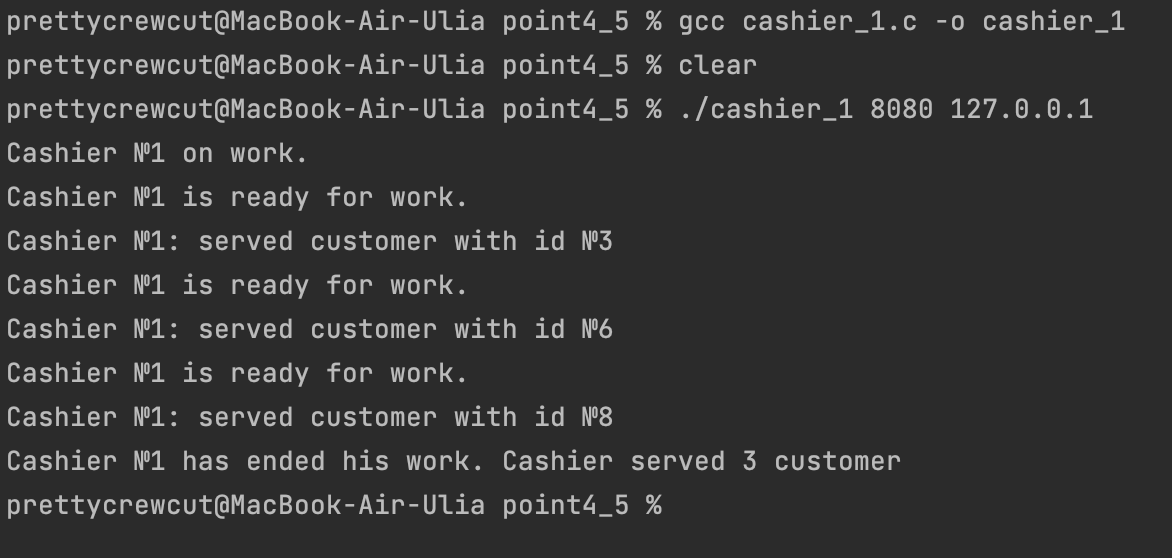 prettycrewcut@MacBook-Air-Ulia point4_5 % gcc cashier_1.c -o cashier_1
prettycrewcut@MacBook-Air-Ulia point4_5 % clear
prettycrewcut@MacBook-Air-Ulia point4_5 % ./cashier_1 8080 127.0.0.1
Cashier №1 on work.
Cashier №1 is ready for work.
Cashier №1: served customer with id №3
Cashier №1 is ready for work.
Cashier №1: served customer with id №6
Cashier №1 is ready for work.
Cashier №1: served customer with id №8
Cashier №1 has ended his work. Cashier served 3 customer
prettycrewcut@MacBook-Air-Ulia point4_5 %